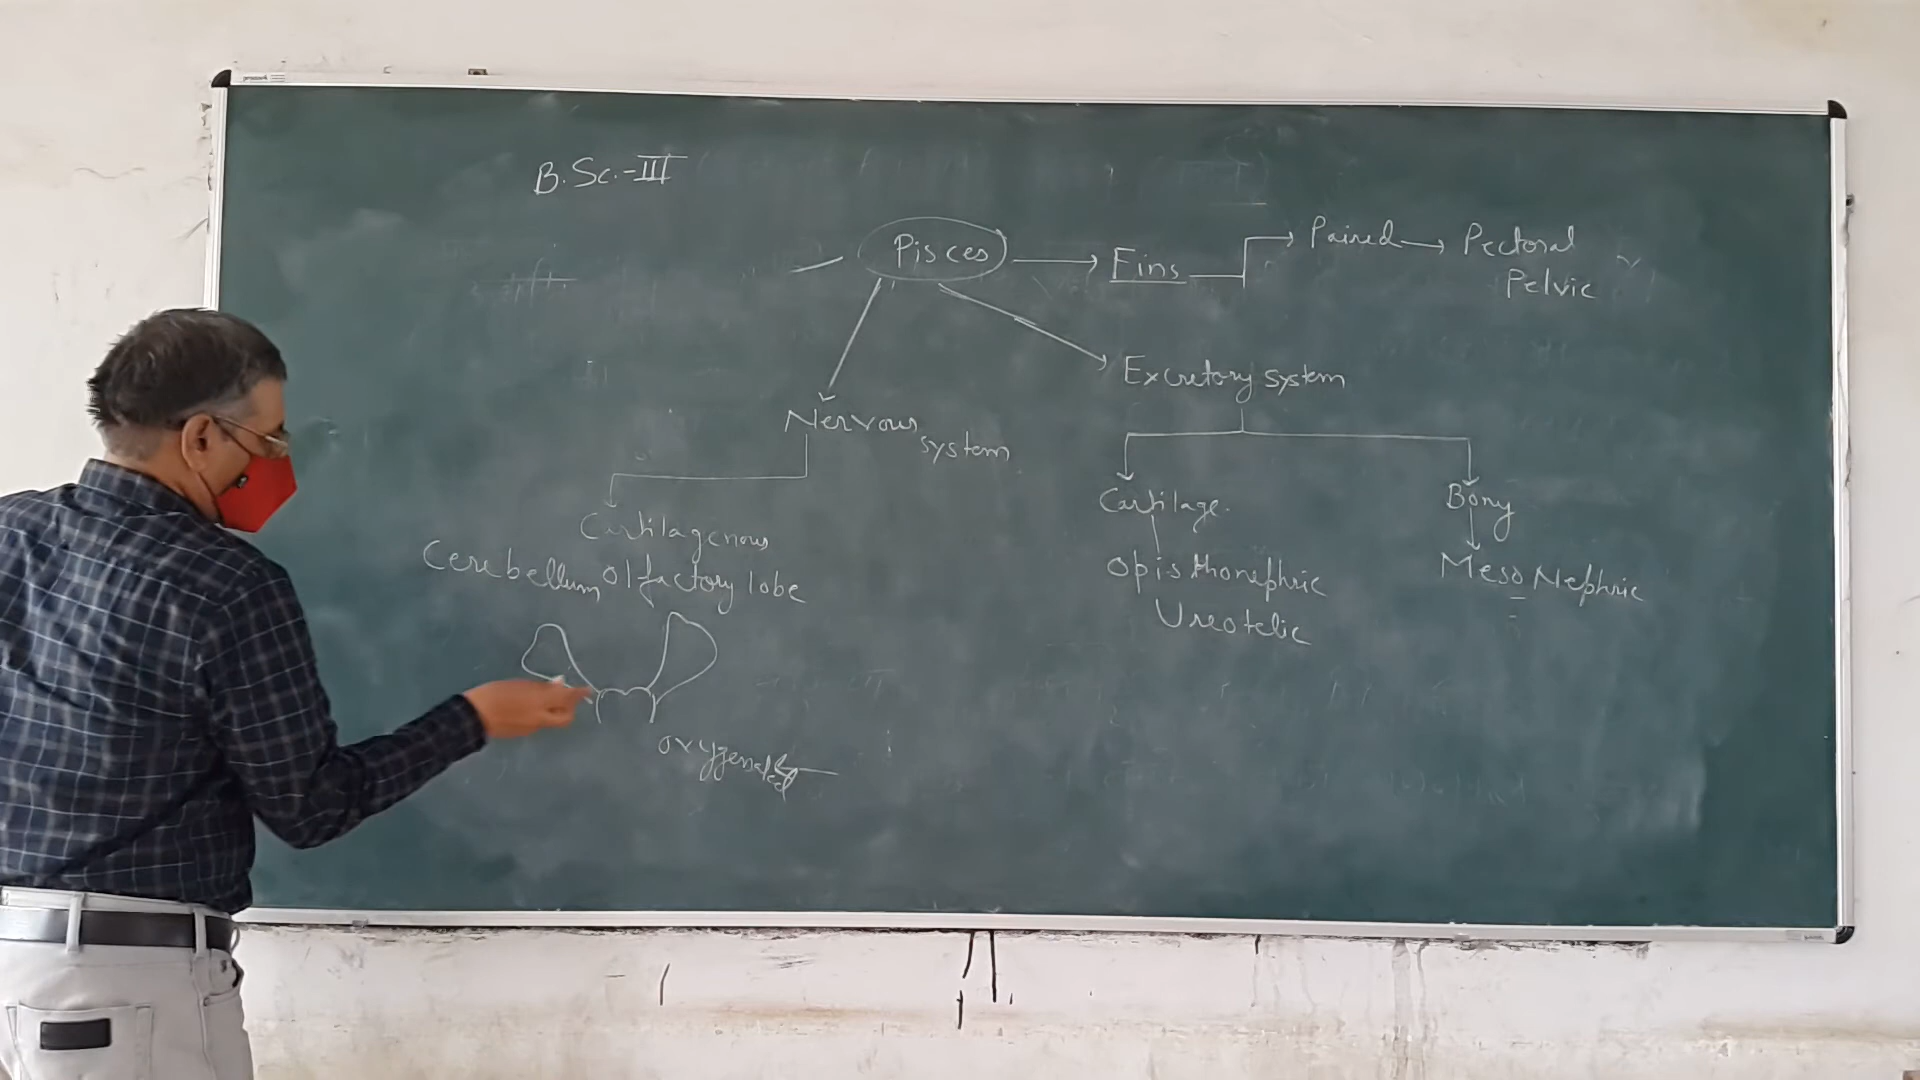 B.Sc.-III
Pisces
Fins
Paired
Pectoral
Pelvic
Excretory system
Nervous
system
Cartilage
Bony
Cartilagenous
Cerebellum Olfactory lobe
Opisthonephric
Meso Nephric
Ureotelic
oxygenated